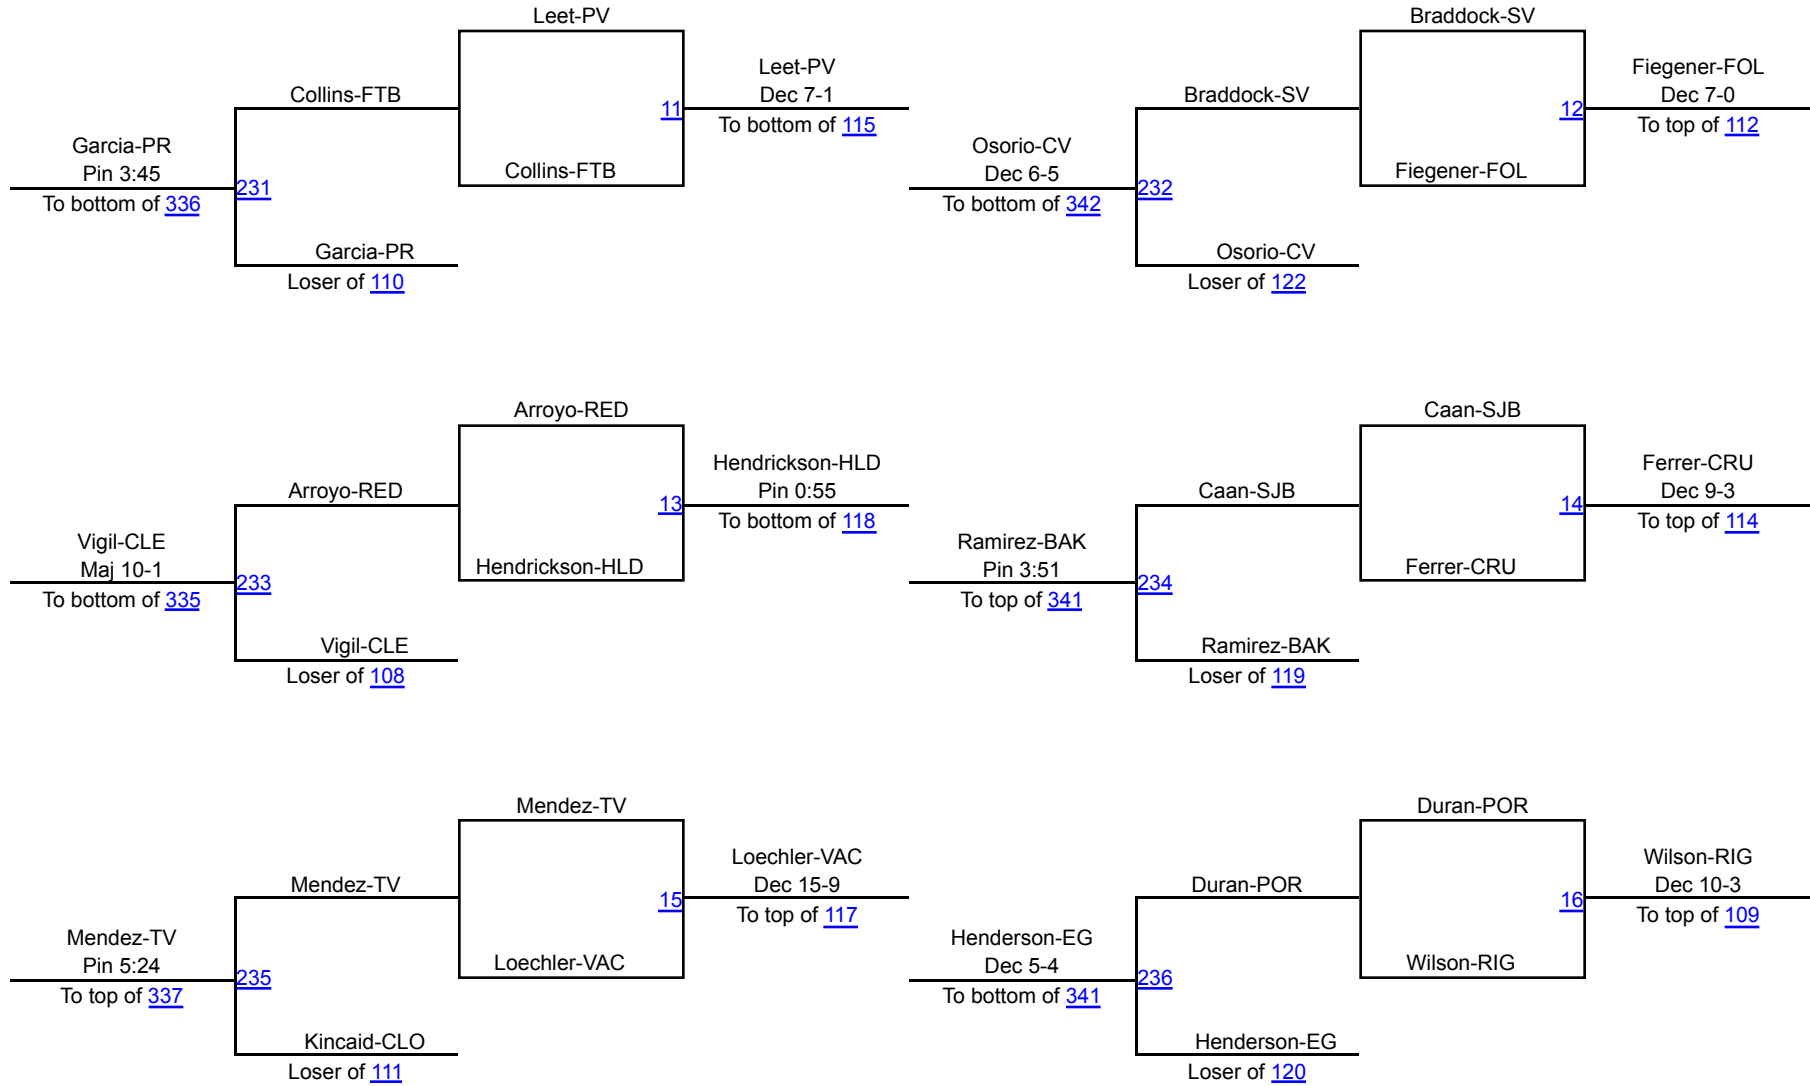 Leet-PV
Collins-FTB
11
Leet-PV
Dec 7-1
To bottom of 115
Collins-FTB
Garcia-PR
Pin 3:45
To bottom of 336
231
Garcia-PR
Loser of 110
Braddock-SV
Braddock-SV
12
Fiegener-FOL
Dec 7-0
To top of 112
Fiegener-FOL
Osorio-CV
Dec 6-5
To bottom of 342
232
Osorio-CV
Loser of 122
Arroyo-RED
Arroyo-RED
13
Hendrickson-HLD
Pin 0:55
To bottom of 118
Hendrickson-HLD
Vigil-CLE
Maj 10-1
To bottom of 335
233
Vigil-CLE
Loser of 108
Caan-SJB
Caan-SJB
14
Ferrer-CRU
Dec 9-3
To top of 114
Ferrer-CRU
Ramirez-BAK
Pin 3:51
To top of 341
234
Ramirez-BAK
Loser of 119
Mendez-TV
Mendez-TV
15
Loechler-VAC
Dec 15-9
To top of 117
Loechler-VAC
Mendez-TV
Pin 5:24
To top of 337
235
Kincaid-CLO
Loser of 111
Duran-POR
Duran-POR
16
Wilson-RIG
Dec 10-3
To top of 109
Wilson-RIG
Henderson-EG
Dec 5-4
To bottom of 341
236
Henderson-EG
Loser of 120